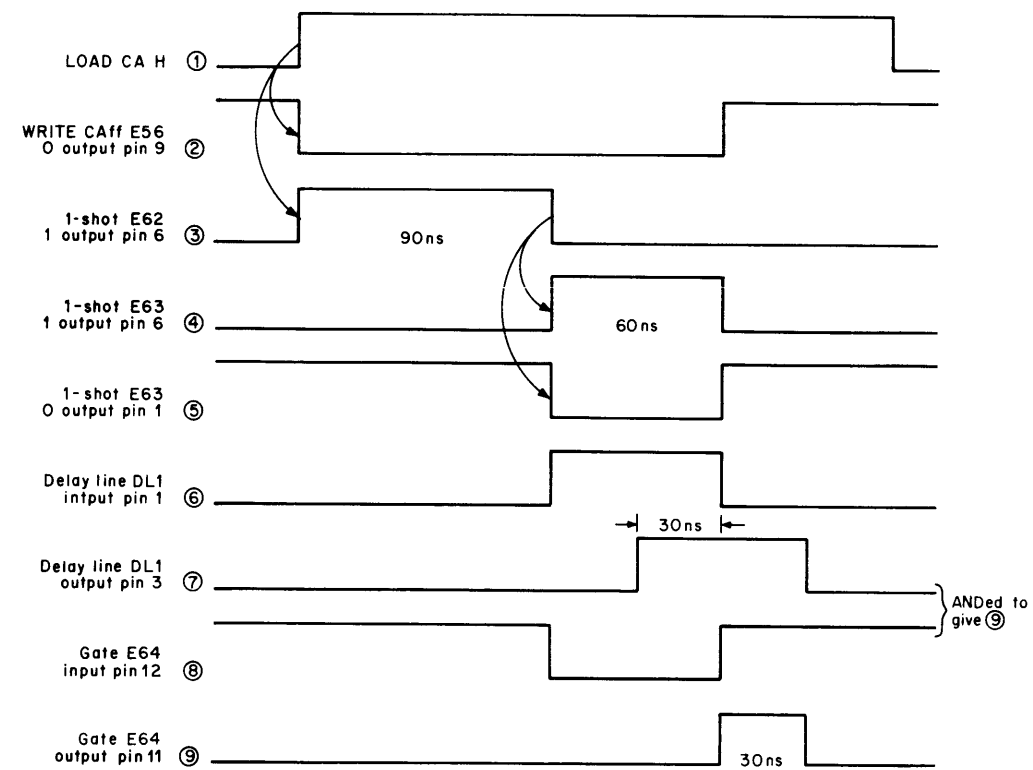 LOAD CA H ①
WRITE CAff E56
O output pin 9 ②
1-shot E62
1 output pin 6 ③
90ns
1-shot E63
1 output pin 6 ④
60ns
1-shot E63
O output pin 1 ⑤
Delay line DL1
intput pin 1 ⑥
30ns
Delay line DL1
output pin 3 ⑦
ANDed to
give ⑨
Gate E64
input pin 12 ⑧
Gate E64
output pin 11 ⑨
30ns